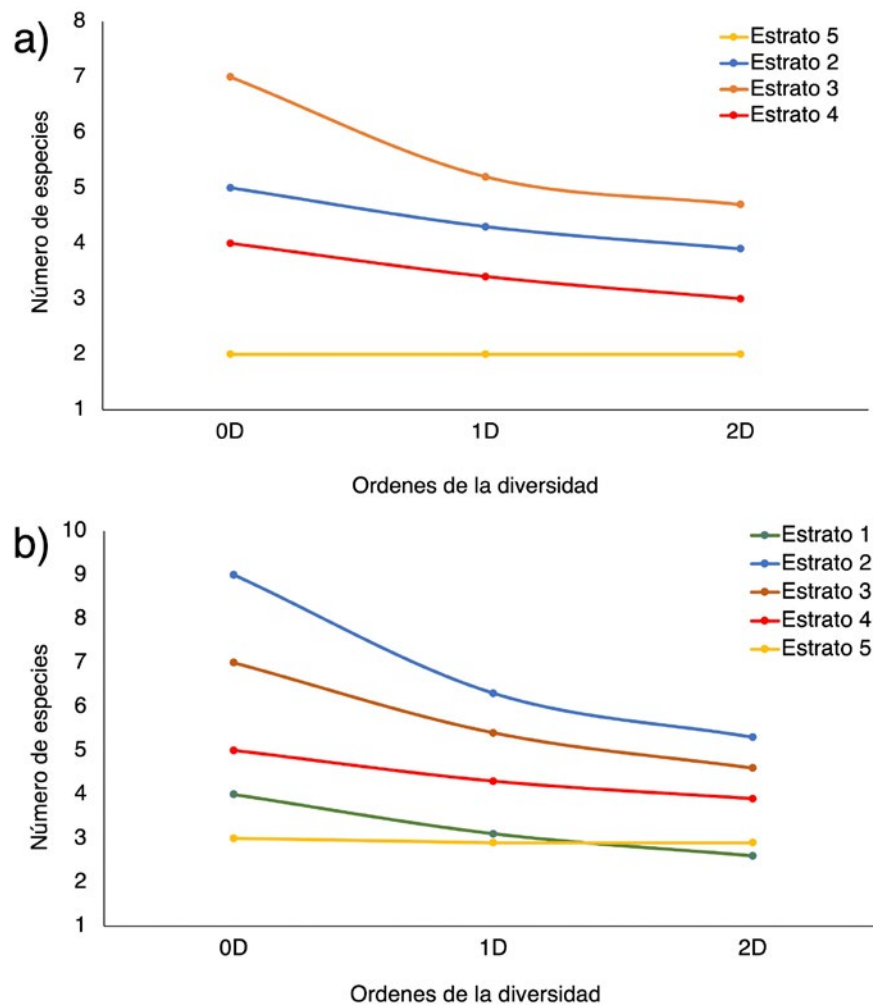 a)
8
7
6
5
4
3
2
1
Número de especies
0D 1D 2D
Ordenes de la diversidad
Estrato 5
Estrato 2
Estrato 3
Estrato 4
b)
10
9
8
7
6
5
4
3
2
1
Número de especies
0D 1D 2D
Ordenes de la diversidad
Estrato 1
Estrato 2
Estrato 3
Estrato 4
Estrato 5